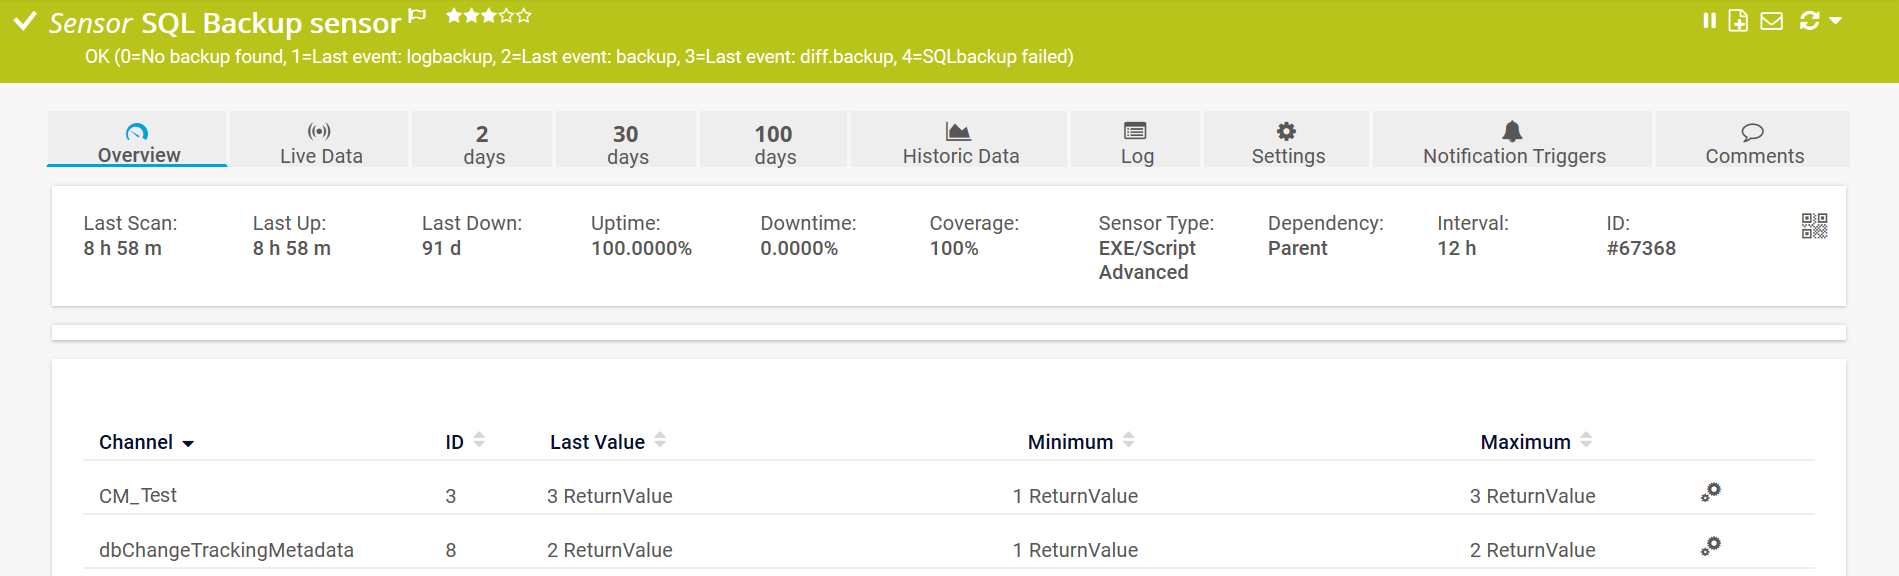 Sensor SQL Backup sensor
OK (0=No backup found, 1=Last event: logbackup, 2=Last event: backup, 3=Last event: diff.backup, 4=SQLbackup failed)
Overview
Live Data
2 days
30 days
100 days
Historic Data
Log
Settings
Notification Triggers
Comments
Last Scan: 8 h 58 m
Last Up: 8 h 58 m
Last Down: 91 d
Uptime: 100.0000%
Downtime: 0.0000%
Coverage: 100%
Sensor Type: EXE/Script Advanced
Dependency: Parent
Interval: 12 h
ID: #67368
Channel ID Last Value Minimum Maximum
CM_Test 3 3 ReturnValue 1 ReturnValue 3 ReturnValue
dbChangeTrackingMetadata 8 2 ReturnValue 1 ReturnValue 2 ReturnValue